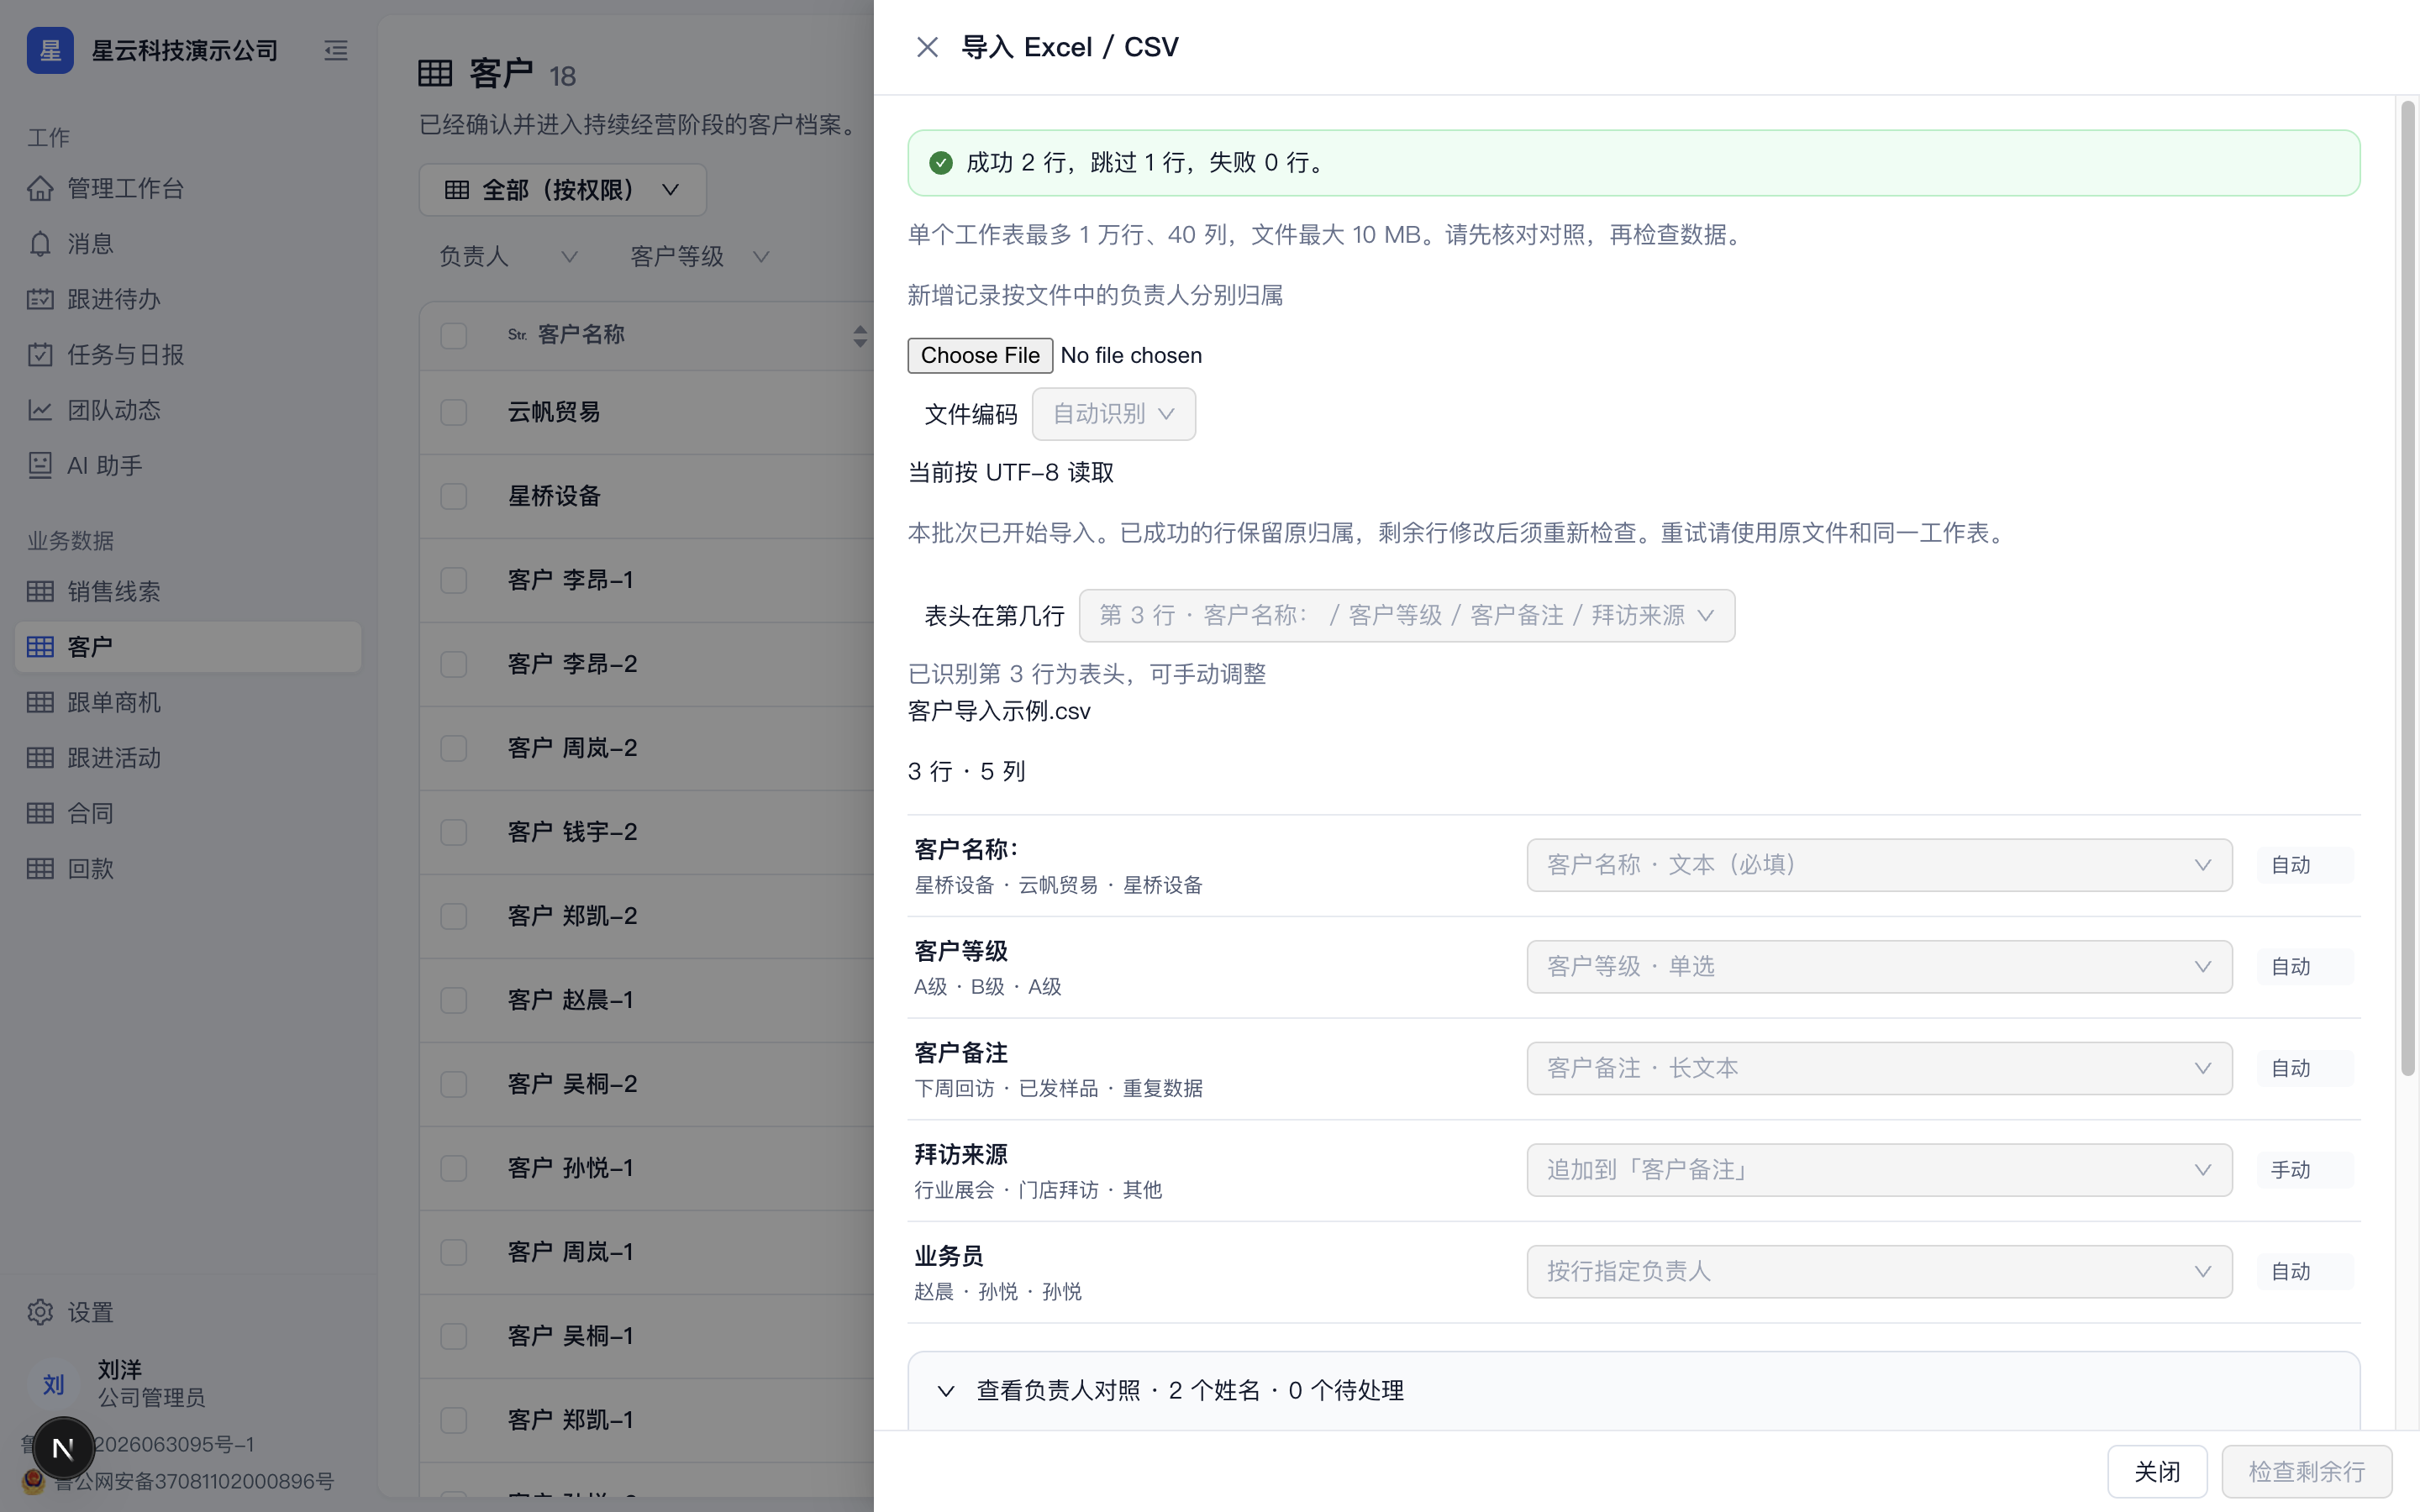 星 星云科技演示公司
工作
管理工作台
消息
跟进待办
任务与日报
团队动态
AI 助手
业务数据
销售线索
客户
跟单商机
跟进活动
合同
回款
设置
刘 刘洋
公司管理员
N 2026063095号-1
鲁公网安备37081102000896号
客户 18
已经确认并进入持续经营阶段的客户档案。
全部（按权限）
负责人 客户等级
Str. 客户名称
云帆贸易
星桥设备
客户 李昂-1
客户 李昂-2
客户 周岚-2
客户 钱宇-2
客户 郑凯-2
客户 赵晨-1
客户 吴桐-2
客户 孙悦-1
客户 周岚-1
客户 吴桐-1
客户 郑凯-1
导入 Excel / CSV
成功 2 行，跳过 1 行，失败 0 行。
单个工作表最多 1 万行、40 列，文件最大 10 MB。请先核对对照，再检查数据。
新增记录按文件中的负责人分别归属
Choose File No file chosen
文件编码 自动识别
当前按 UTF-8 读取
本批次已开始导入。已成功的行保留原归属，剩余行修改后须重新检查。重试请使用原文件和同一工作表。
表头在第几行 第 3 行 · 客户名称： / 客户等级 / 客户备注 / 拜访来源
已识别第 3 行为表头，可手动调整
客户导入示例.csv
3 行 · 5 列
客户名称：
星桥设备 · 云帆贸易 · 星桥设备
客户名称 · 文本（必填） 自动
客户等级
A级 · B级 · A级
客户等级 · 单选 自动
客户备注
下周回访 · 已发样品 · 重复数据
客户备注 · 长文本 自动
拜访来源
行业展会 · 门店拜访 · 其他
追加到「客户备注」 手动
业务员
赵晨 · 孙悦 · 孙悦
按行指定负责人 自动
查看负责人对照 · 2 个姓名 · 0 个待处理
关闭 检查剩余行